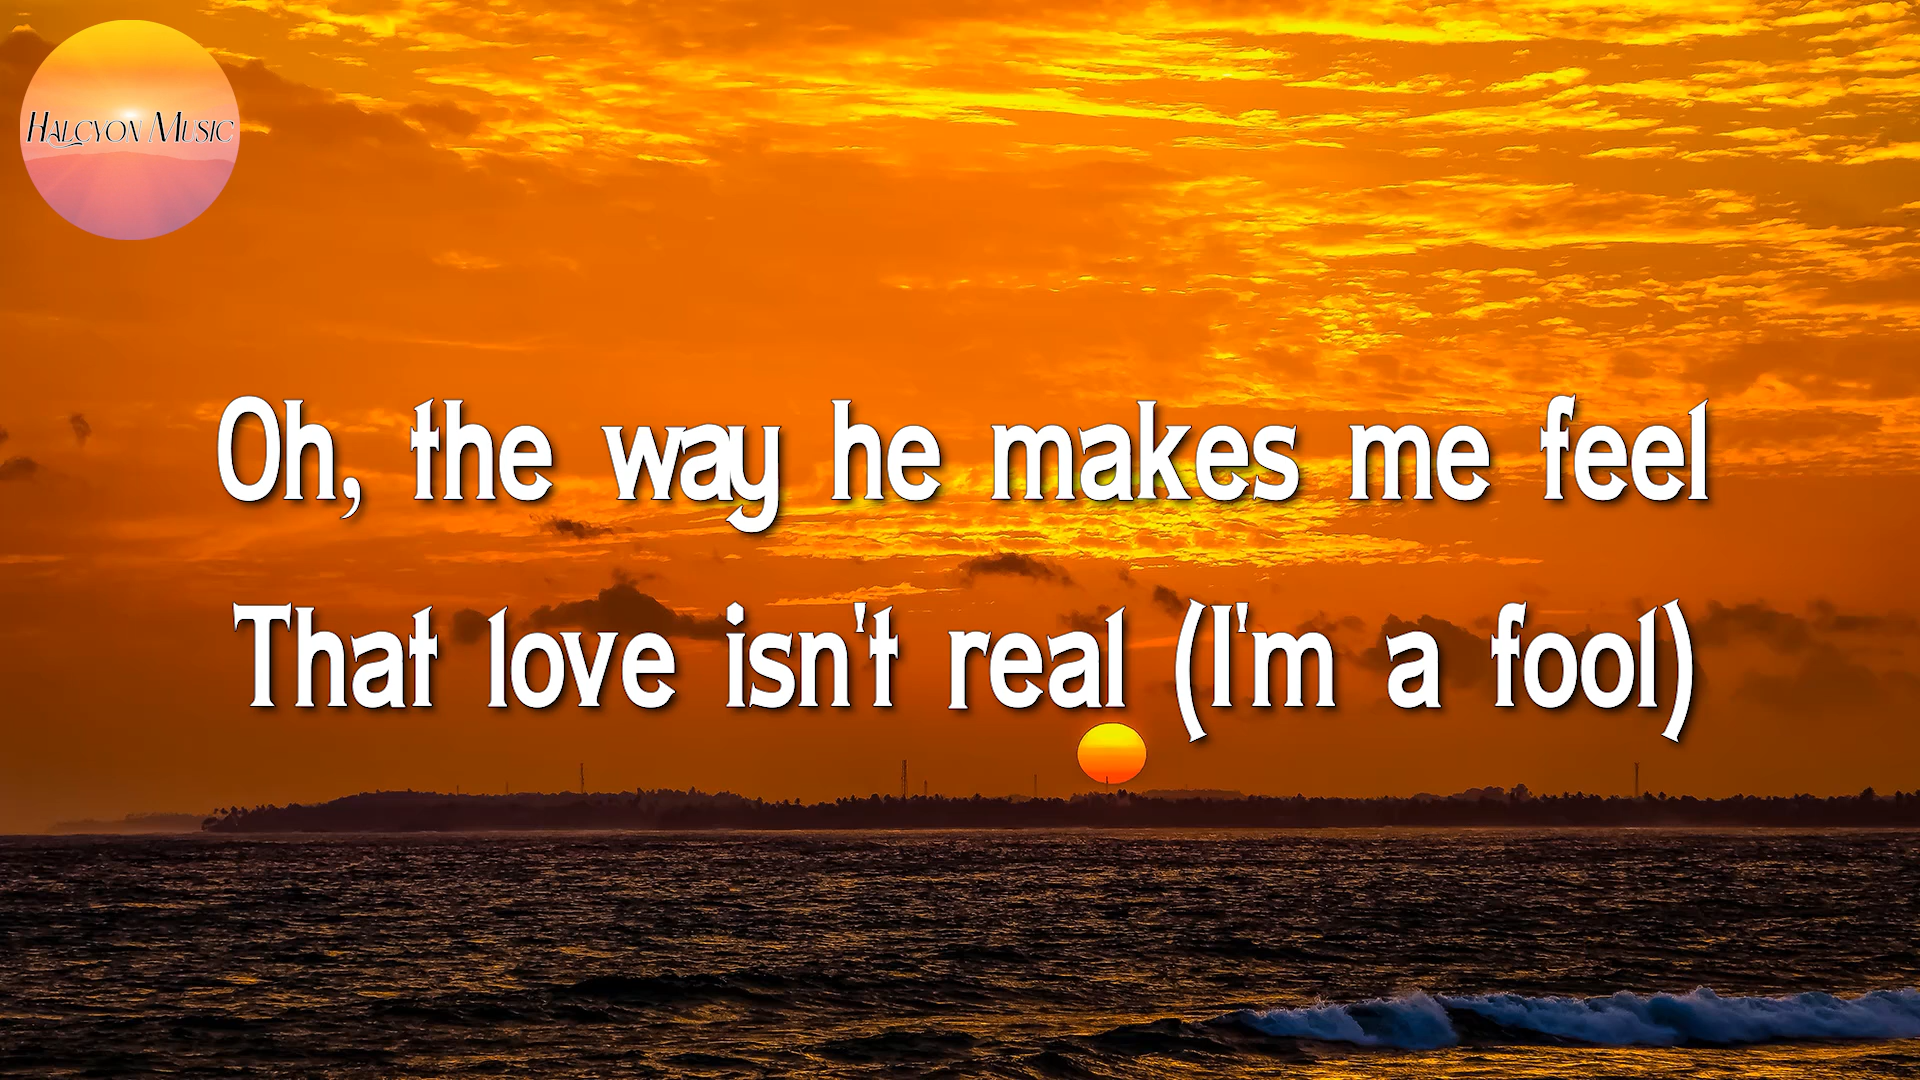 HALCYON MUSIC
Oh, the way he makes me feel
That love isn't real (I'm a fool)